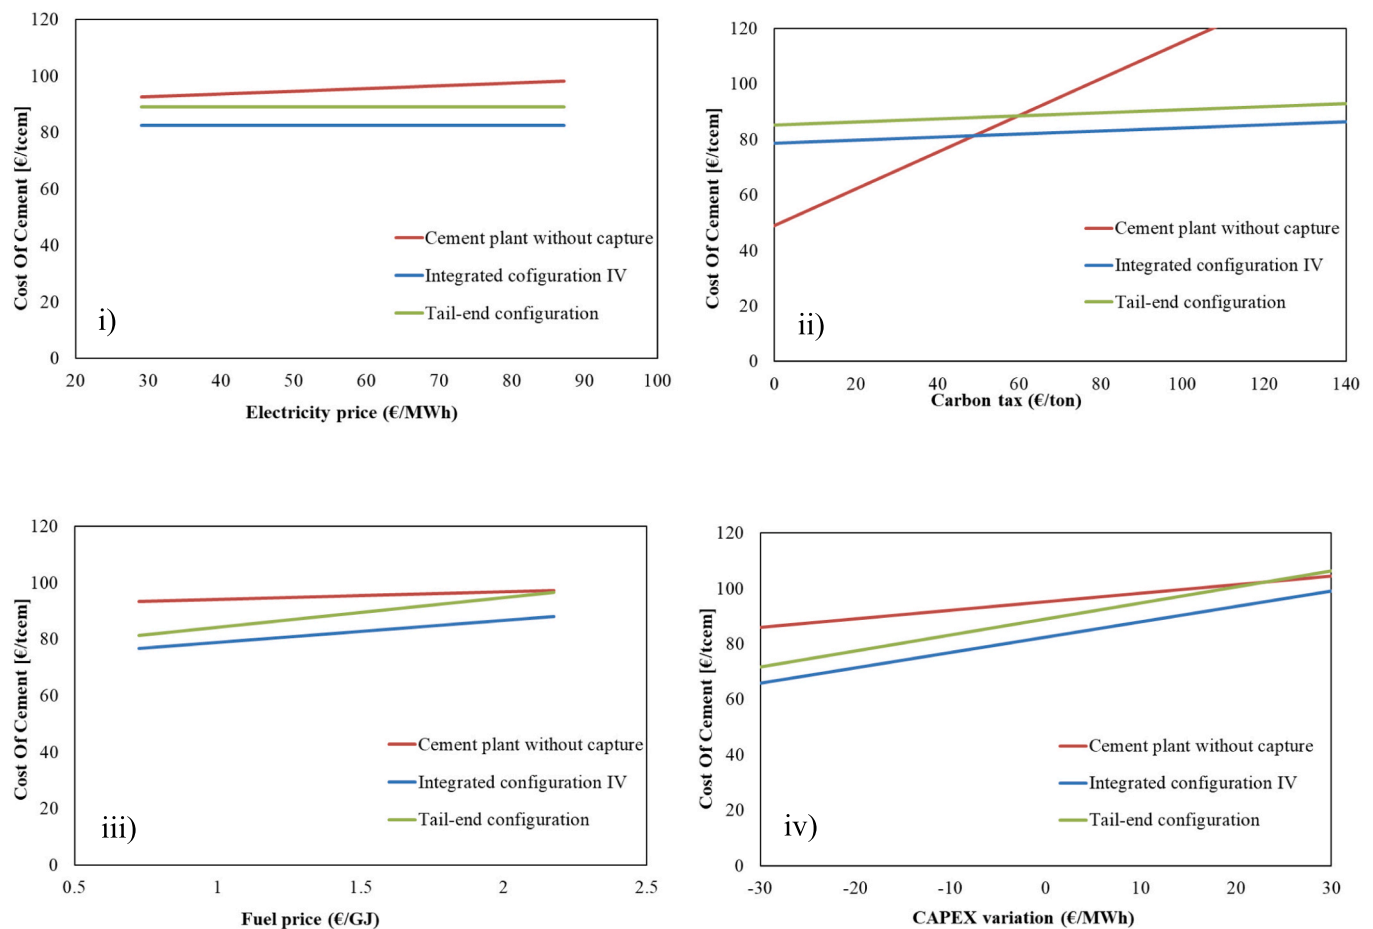 120
100
80
60
40
20
0
Cost Of Cement [€/tcem]
Cement plant without capture
Integrated cofiguration IV
Tail-end configuration
i)
20 30 40 50 60 70 80 90 100
Electricity price (€/MWh)
120
100
80
60
40
20
0
Cost Of Cement [€/tcem]
Cement plant without capture
Integrated configuration IV
Tail-end configuration
ii)
0 20 40 60 80 100 120 140
Carbon tax (€/ton)
120
100
80
60
40
20
0
Cost Of Cement [€/tcem]
Cement plant without capture
Integrated configuration IV
Tail-end configuration
iii)
0.5 1 1.5 2 2.5
Fuel price (€/GJ)
120
100
80
60
40
20
0
Cost Of Cement [€/tcem]
Cement plant without capture
Integrated configuration IV
Tail-end configuration
iv)
-30 -20 -10 0 10 20 30
CAPEX variation (€/MWh)